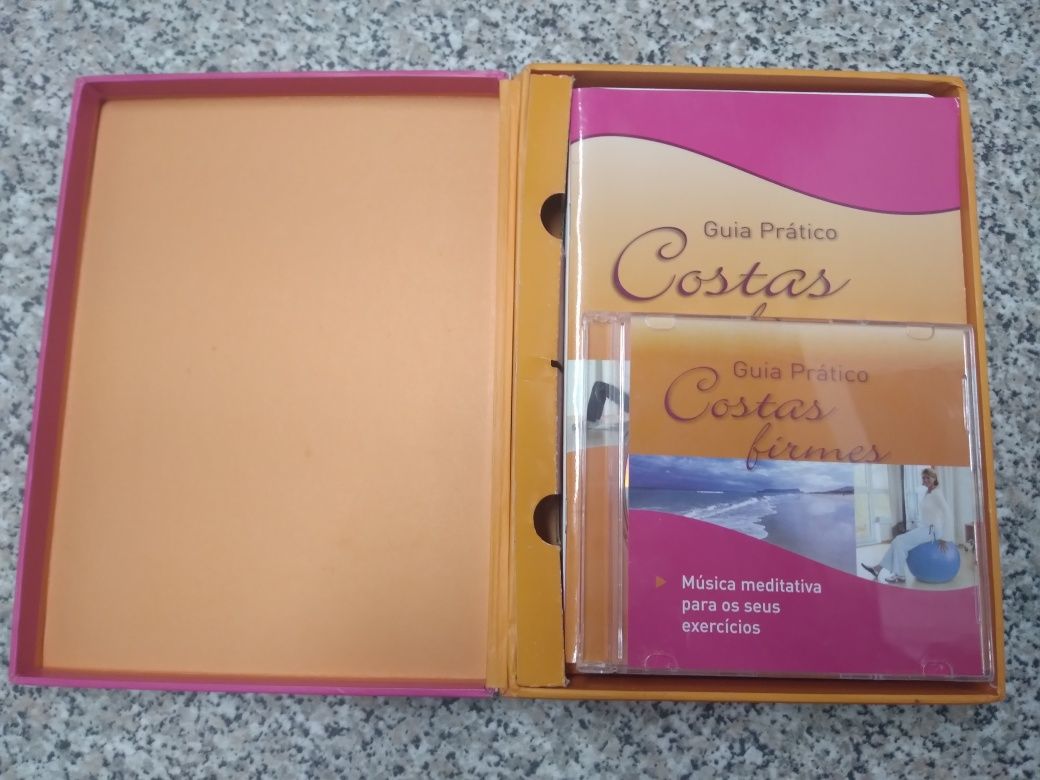 Guia Prático
Costas
Guia Prático
Costas
firmes
Música meditativa
para os seus
exercícios